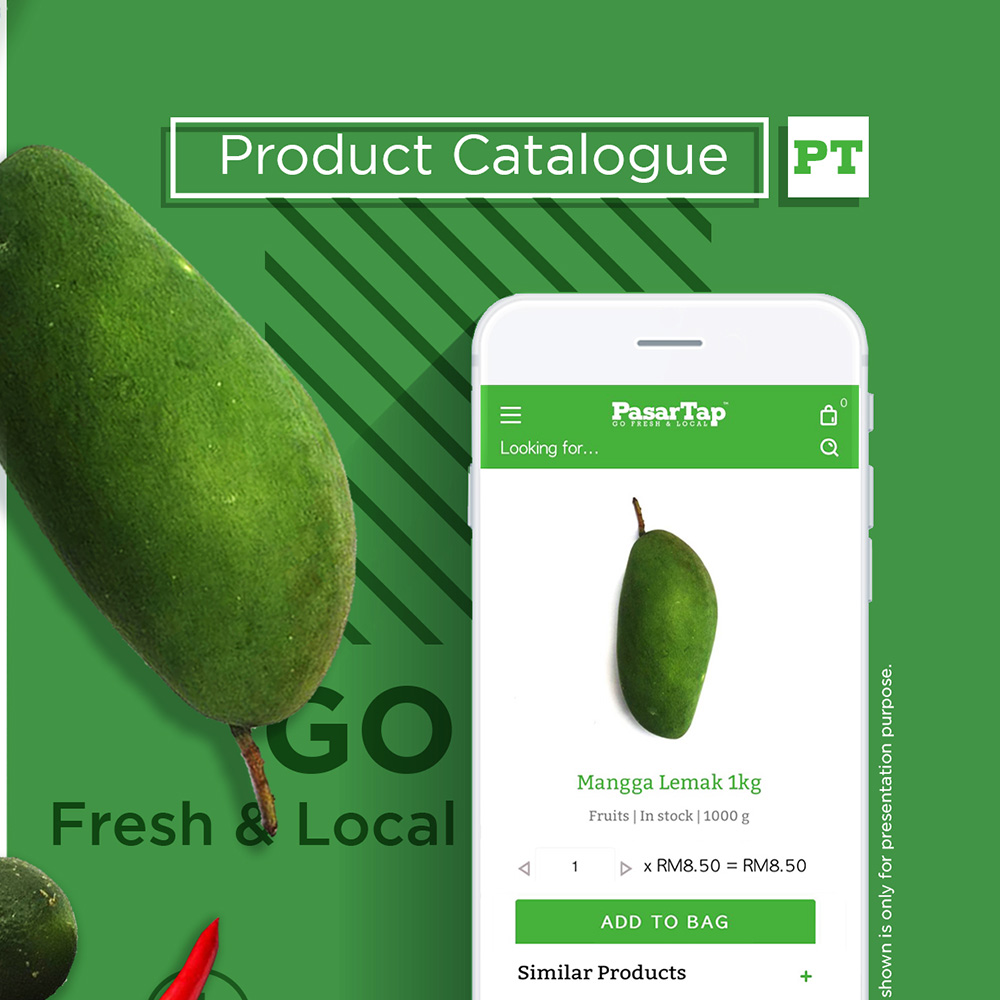 Product Catalogue
PT
PasarTap™
GO FRESH & LOCAL
0
Looking for...
Mangga Lemak 1kg
Fruits | In stock | 1000 g
1
x RM8.50 = RM8.50
ADD TO BAG
Similar Products
+
GO
Fresh & Local
shown is only for presentation purpose.